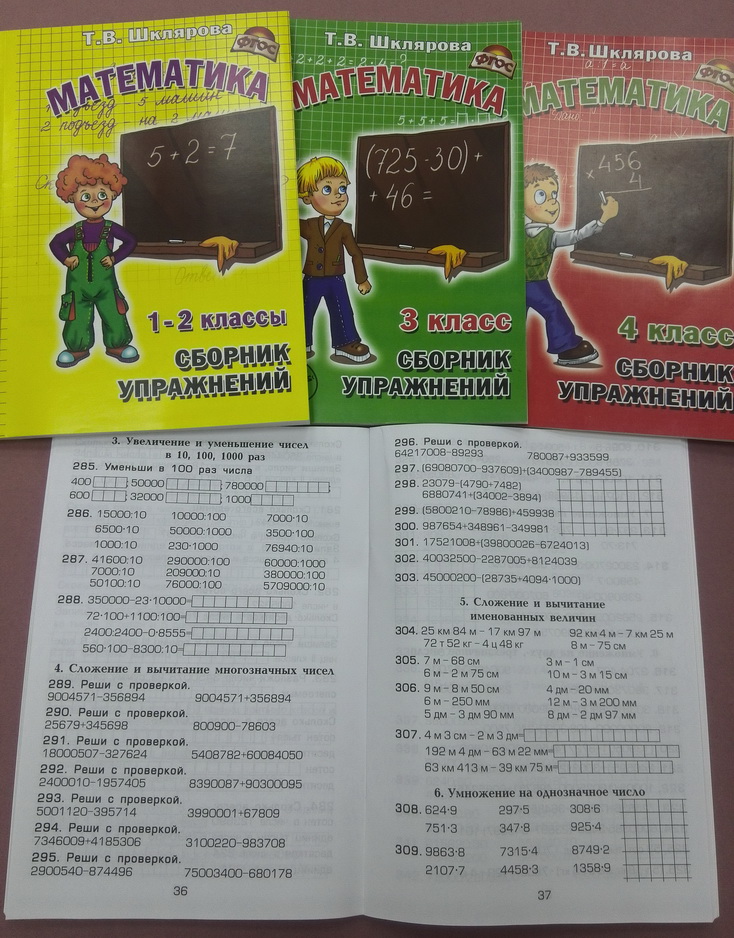 Т.В. Шклярова
ФГОС
МАТЕМАТИКА
1 подъезд - 5 машин
2 подъезд - на 2
5+2=7
1-2 классы
СБОРНИК
УПРАЖНЕНИЙ
Т.В. Шклярова
ФГОС
МАТЕМАТИКА
5+5+5=
(725-30)+
+46=
3 класс
СБОРНИК
УПРАЖНЕНИЙ
Т.В. Шклярова
ФГОС
МАТЕМАТИКА
×456
4
4 класс
СБОРНИК
УПРАЖНЕНИЙ
3. Увеличение и уменьшение чисел
в 10, 100, 1000 раз
285. Уменьши в 100 раз числа
400 ; 50000 ; 780000 ;
600 ; 32000 ; 1000
286. 15000:10 10000:100 7000·10
6500:10 50000:1000 3500·100
1000:10 230·1000 76940:10
287. 41600:10 290000:100 60000:1000
7000:10 209000:10 380000:100
50100:10 76000:100 5709000:10
288. 350000-23·10000=
72·100+1100:100=
2400:2400-0·8555=
560·100-8300:10=
4. Сложение и вычитание многозначных чисел
289. Реши с проверкой.
9004571-356894 9004571+356894
290. Реши с проверкой.
25679+345698 800900-78603
291. Реши с проверкой.
18000507-327624 5408782+60084050
292. Реши с проверкой.
2400010-1957405 8390087+90300095
293. Реши с проверкой.
5001120-395714 3990001+67809
294. Реши с проверкой.
7346009+4185306 3100220-983708
295. Реши с проверкой.
2900540-874496 75003400-680178
36
296. Реши с проверкой.
64217008-89293 780087+933599
297. (69080700-937609)+(3400987-789455)
298. 23079-(4790+7482)
6880741+(34002-3894)
299. (5800210-78986)+459938
300. 987654+348961-349981
301. 17521008+(39800026-6724013)
302. 40032500-2287005+8124039
303. 45000200-(28735+4094·1000)
5. Сложение и вычитание
именованных величин
304. 25 км 84 м - 17 км 97 м 92 км 4 м - 7 км 25 м
72 т 52 кг - 4 ц 48 кг 8 м - 75 см
305. 7 м - 68 см 3 м - 1 см
6 м - 2 м 75 см 10 м - 3 м 15 см
306. 9 м - 8 м 50 см 4 дм - 20 мм
6 м - 250 мм 12 м - 3 м 200 мм
5 дм - 3 дм 90 мм 8 дм - 2 дм 97 мм
307. 4 м 3 см - 2 м 3 дм=
192 м 4 дм - 63 м 22 мм=
63 км 413 м - 39 км 75 м=
6. Умножение на однозначное число
308. 624·9 297·5 308·6
751·3 347·8 925·4
309. 9863·8 7315·4 8749·2
2107·7 4458·3 1358·9
37